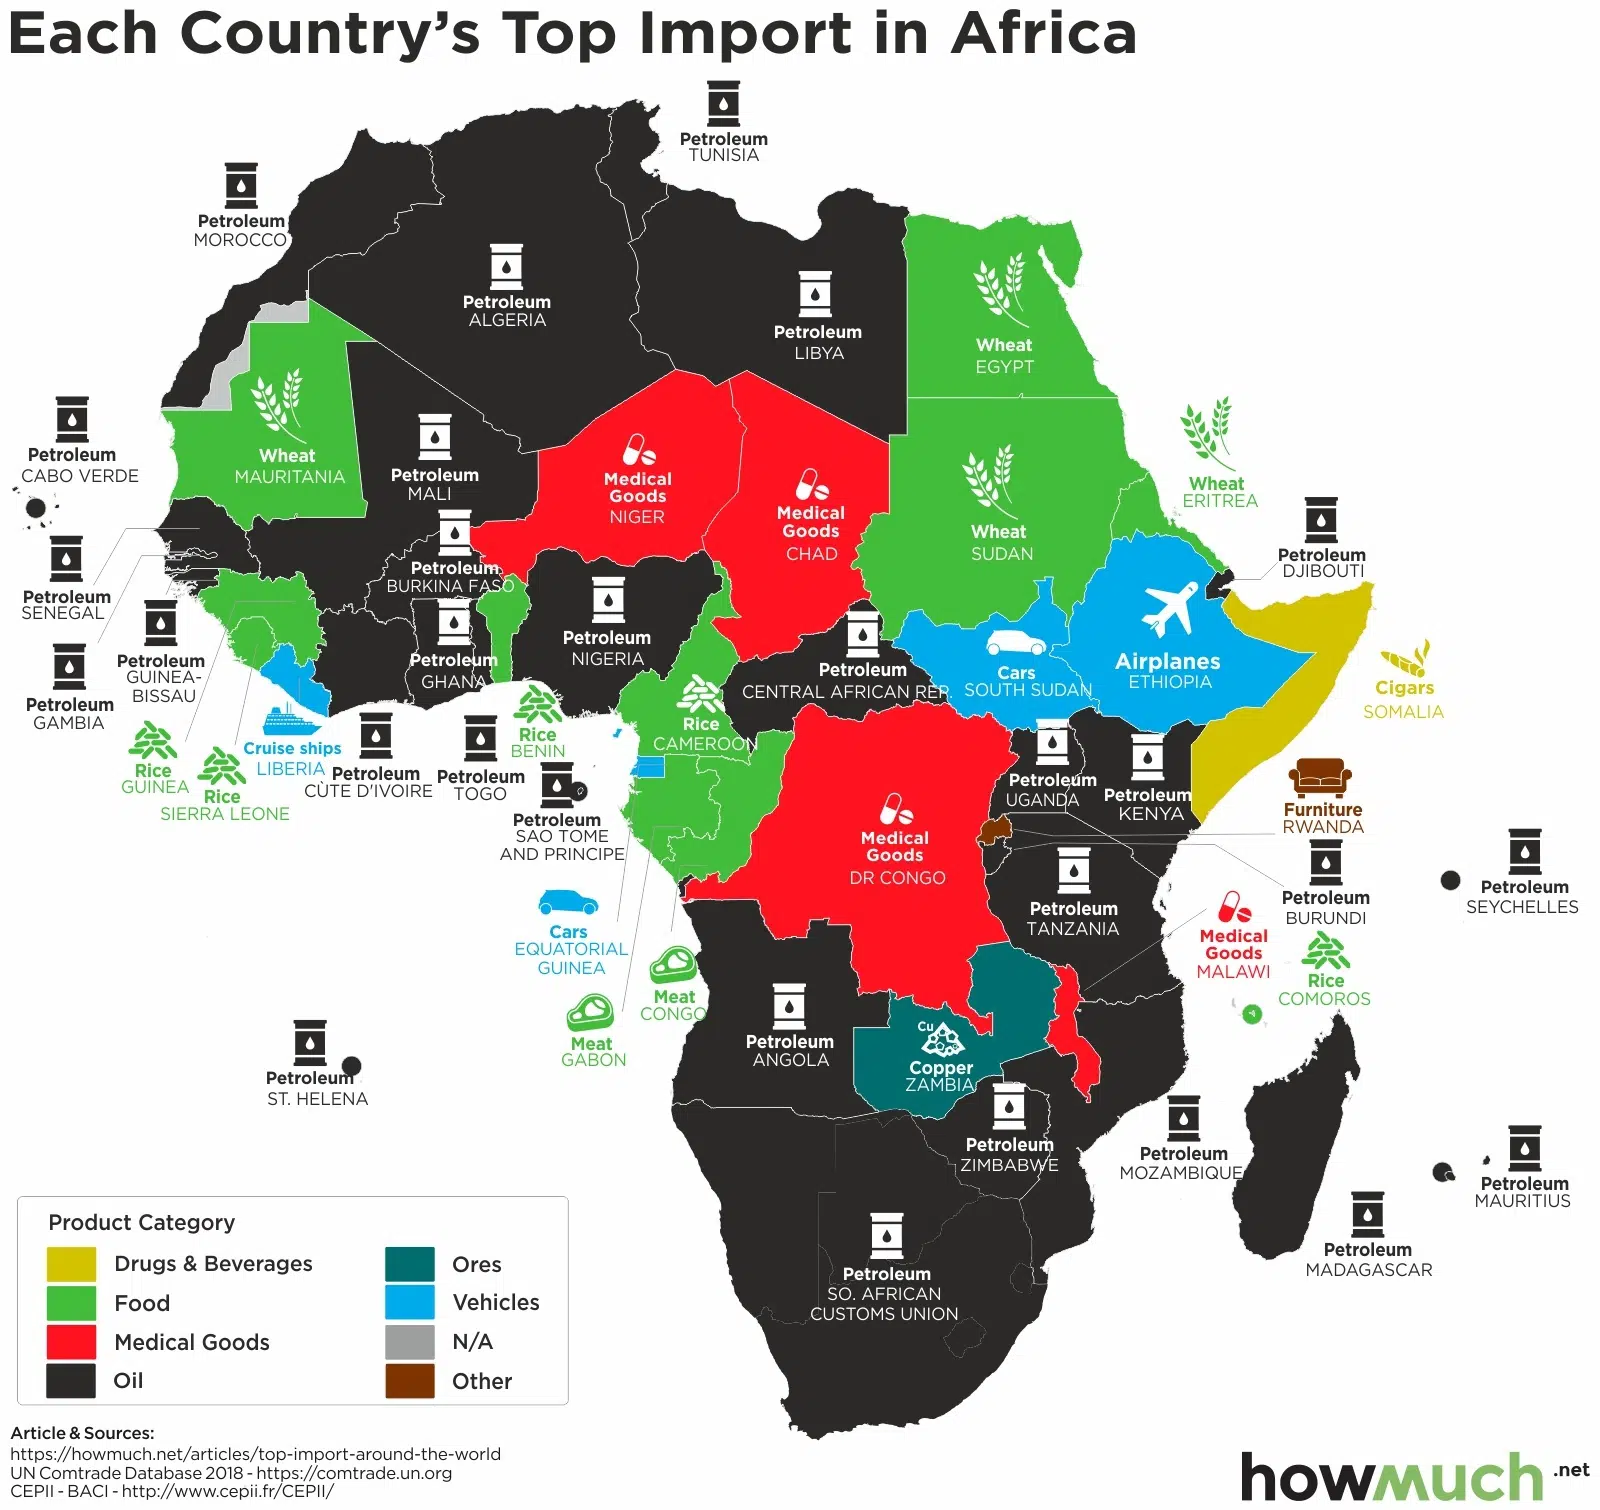 Each Country's Top Import in Africa
Petroleum
TUNISIA
Petroleum
MOROCCO
Petroleum
ALGERIA
Petroleum
LIBYA
Wheat
EGYPT
Petroleum
CABO VERDE
Wheat
MAURITANIA
Petroleum
MALI
Medical
Goods
NIGER
Medical
Goods
CHAD
Wheat
SUDAN
Wheat
ERITREA
Petroleum
DJIBOUTI
Petroleum
SENEGAL
Petroleum
BURKINA FASO
Petroleum
GAMBIA
Petroleum
GUINEA-
BISSAU
Petroleum
GHANA
Petroleum
NIGERIA
Petroleum
CENTRAL AFRICAN REP.
Cars
SOUTH SUDAN
Airplanes
ETHIOPIA
Cigars
SOMALIA
Rice
GUINEA
Rice
SIERRA LEONE
Cruise ships
LIBERIA
Petroleum
CÙTE D'IVOIRE
Petroleum
TOGO
Rice
BENIN
Rice
CAMEROON
Petroleum
SAO TOME
AND PRINCIPE
Petroleum
UGANDA
Petroleum
KENYA
Furniture
RWANDA
Medical
Goods
DR CONGO
Petroleum
TANZANIA
Petroleum
BURUNDI
Petroleum
SEYCHELLES
Cars
EQUATORIAL
GUINEA
Meat
CONGO
Meat
GABON
Medical
Goods
MALAWI
Rice
COMOROS
Petroleum
ST. HELENA
Petroleum
ANGOLA
Cu
Copper
ZAMBIA
Petroleum
ZIMBABWE
Petroleum
MOZAMBIQUE
Petroleum
MAURITIUS
Petroleum
MADAGASCAR
Petroleum
SO. AFRICAN
CUSTOMS UNION
Product Category
Drugs & Beverages
Food
Medical Goods
Oil
Ores
Vehicles
N/A
Other
Article & Sources:
https://howmuch.net/articles/top-import-around-the-world
UN Comtrade Database 2018 - https://comtrade.un.org
CEPII - BACI - http://www.cepii.fr/CEPII/
howmuch.net